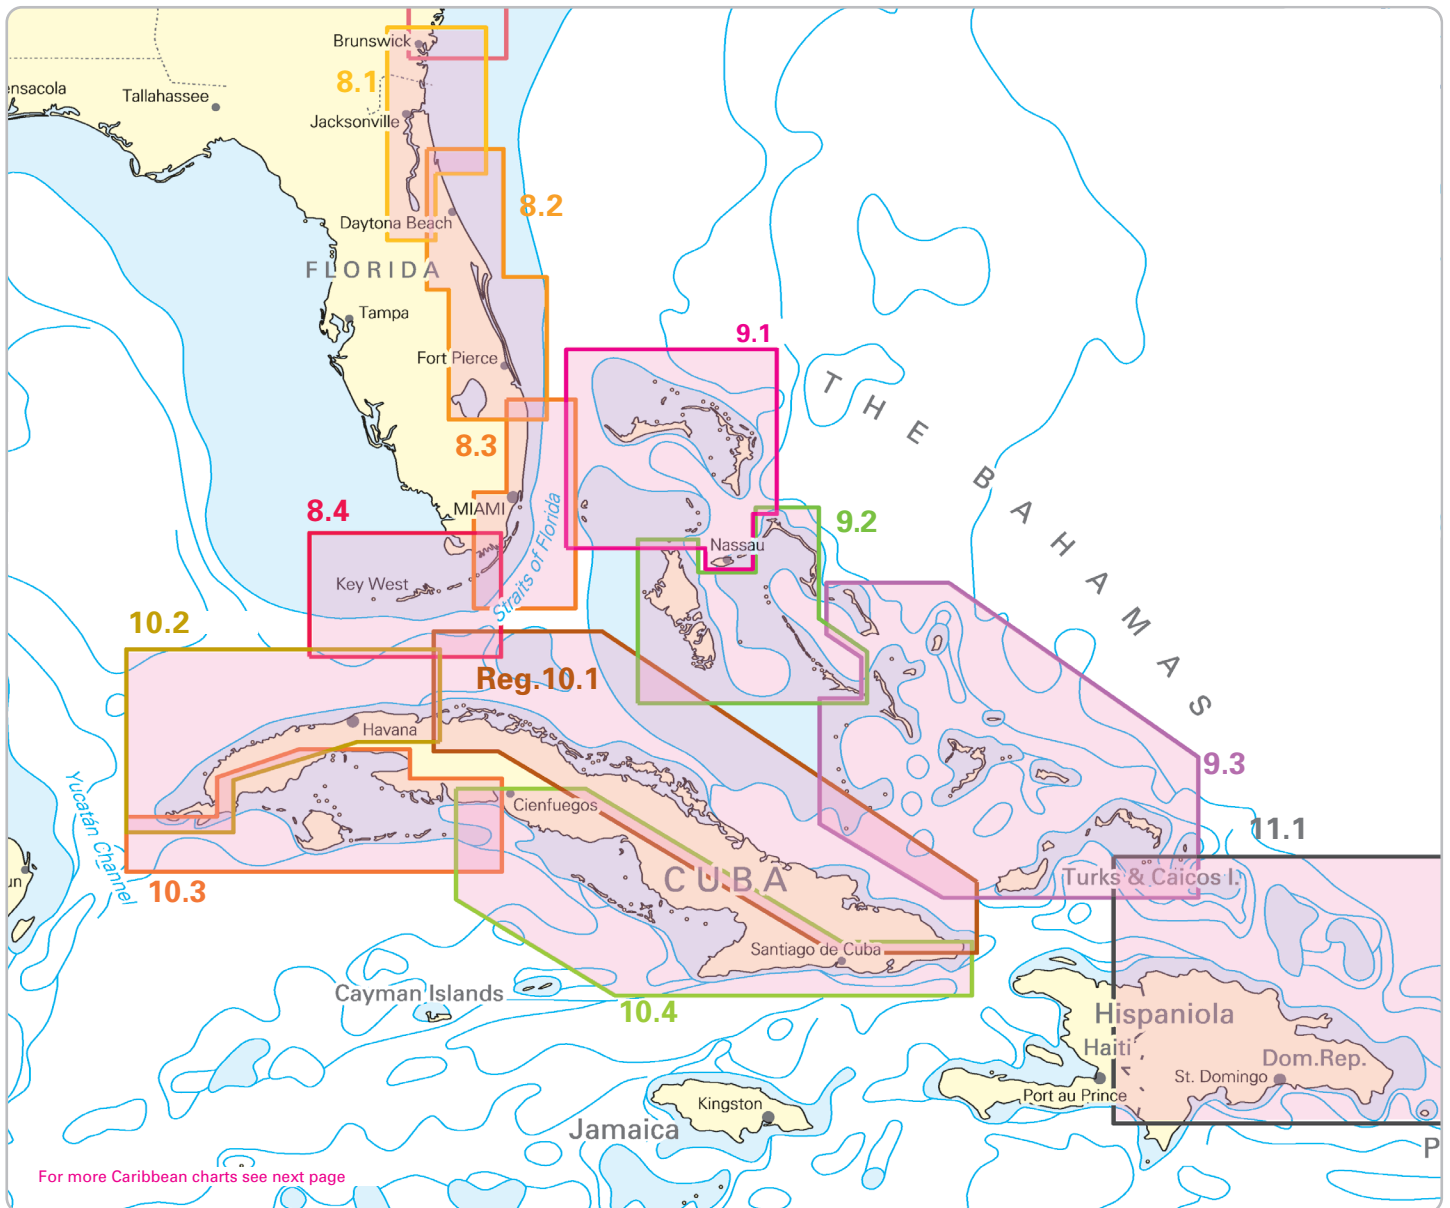 Brunswick
8.1
ensacola
Tallahassee
Jacksonville
8.2
Daytona Beach
FLORIDA
Tampa
9.1
Fort Pierce
THE BAHAMAS
8.3
MIAMI
8.4
Straits of Florida
9.2
Nassau
Key West
10.2
Reg.10.1
Havana
9.3
Yucatán Channel
Cienfuegos
11.1
CUBA
Turks & Caicos I.
un
10.3
Santiago de Cuba
Cayman Islands
10.4
Hispaniola
Haiti
Dom.Rep.
St. Domingo
Port au Prince
Kingston
Jamaica
P
For more Caribbean charts see next page